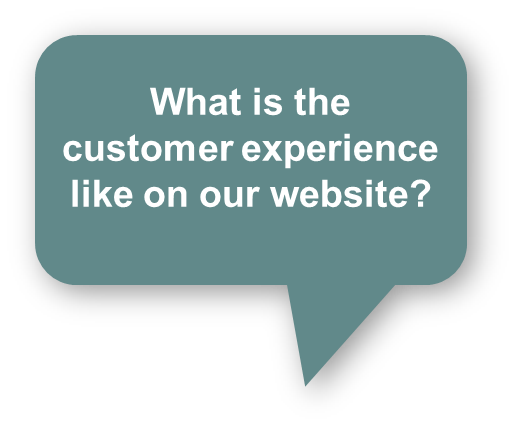 What is the
customer experience
like on our website?